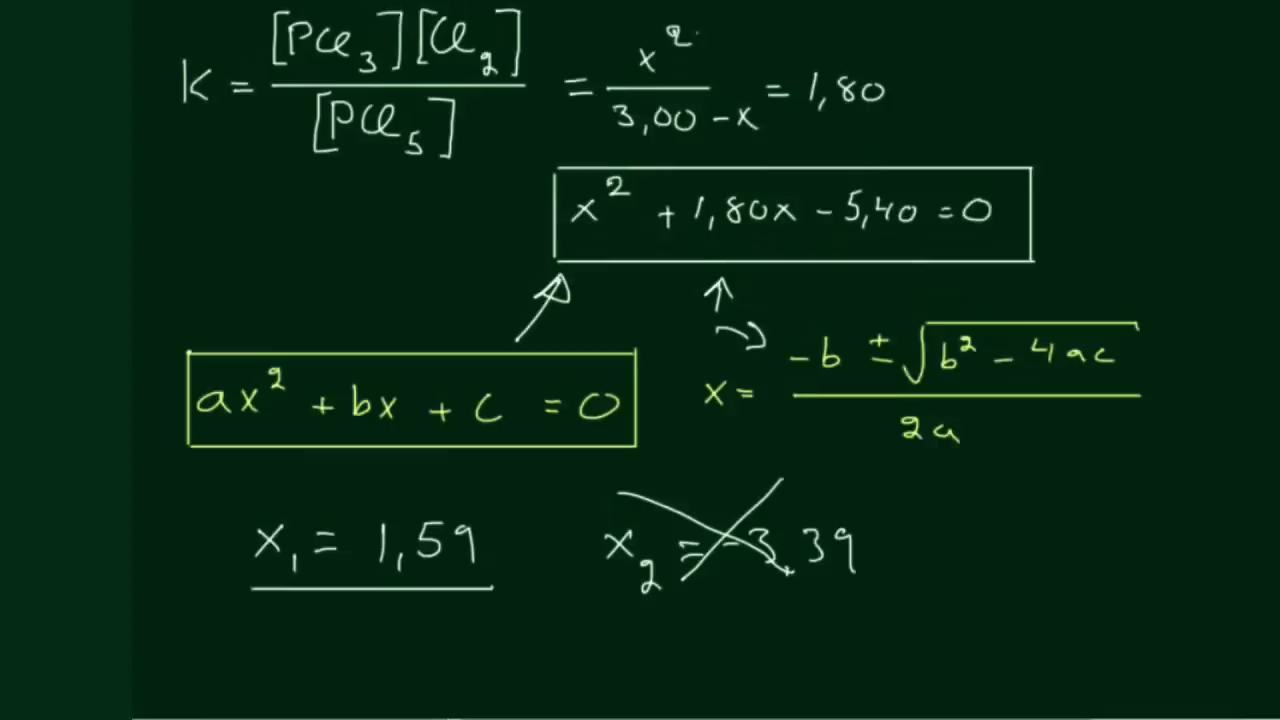 K = [PCl₃][Cl₂] / [PCl₅] = x² / 3,00 - x = 1,80
x² + 1,80x - 5,40 = 0
ax² + bx + c = 0
x = -b ± √b² - 4ac / 2a
x₁ = 1,59 x₂ = -3,39